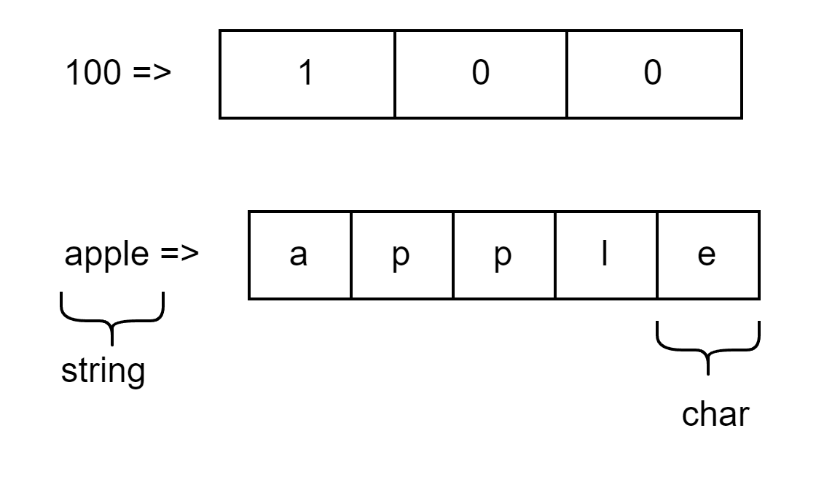 100 => 1 0 0
apple => a p p l e
string
char